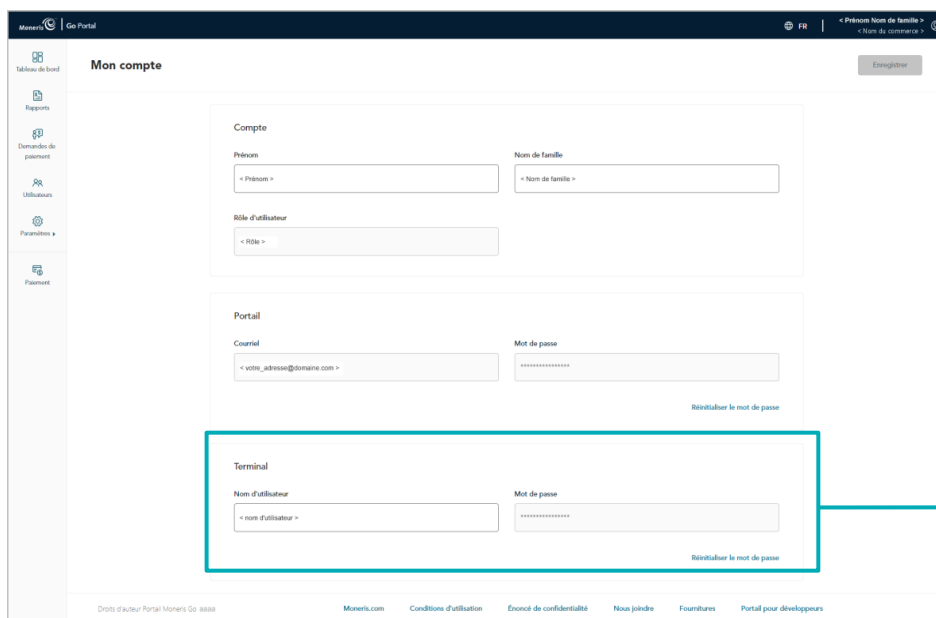 Moneris Go Portal
FR
< Prénom Nom de famille >
< Nom du commerce >
Tableau de bord
Rapports
Demandes de
paiement
Utilisateurs
Paramètres
Paiement
Mon compte
Enregistrer
Compte
Prénom
Nom de famille
< Prénom >
< Nom de famille >
Rôle d'utilisateur
< Rôle >
Portail
Courriel
Mot de passe
< votre_adresse@domaine.com >
***************
Réinitialiser le mot de passe
Terminal
Nom d'utilisateur
Mot de passe
< nom d'utilisateur >
***************
Réinitialiser le mot de passe
Droits d'auteur Portail Moneris Go aaaa
Moneris.com
Conditions d'utilisation
Énoncé de confidentialité
Nous joindre
Fournitures
Portail pour développeurs